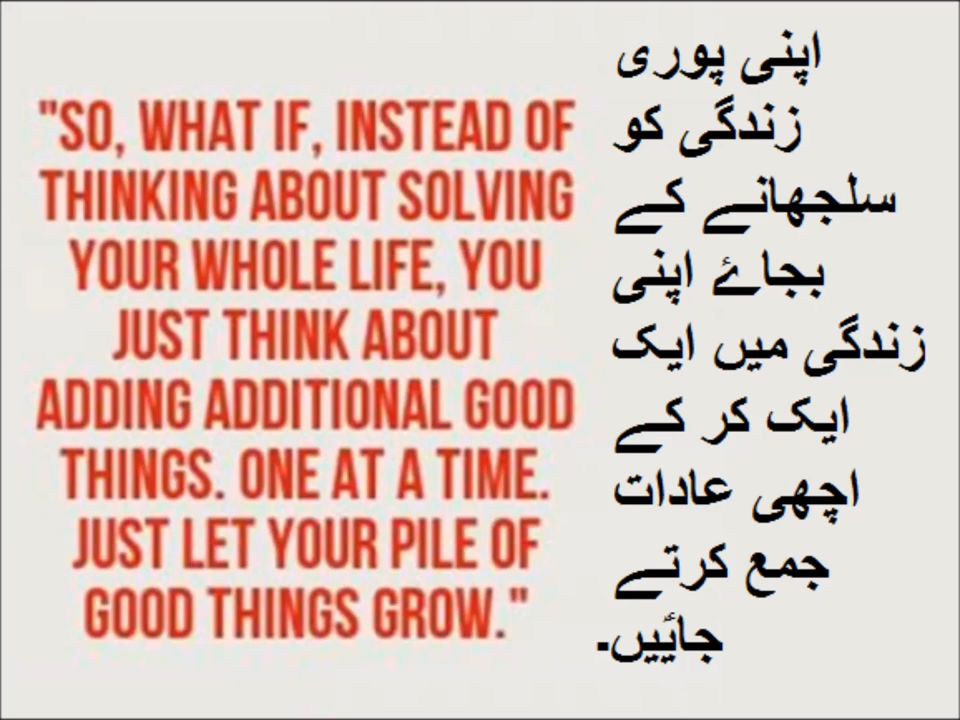 "SO, WHAT IF, INSTEAD OF
THINKING ABOUT SOLVING
YOUR WHOLE LIFE, YOU
JUST THINK ABOUT
ADDING ADDITIONAL GOOD
THINGS. ONE AT A TIME.
JUST LET YOUR PILE OF
GOOD THINGS GROW."
اپنی پوری
زندگی کو
سلجھانے کے
بجاۓ اپنی
زندگی میں ایک
ایک کر کے
اچھی عادات
جمع کرتے
جائییں۔